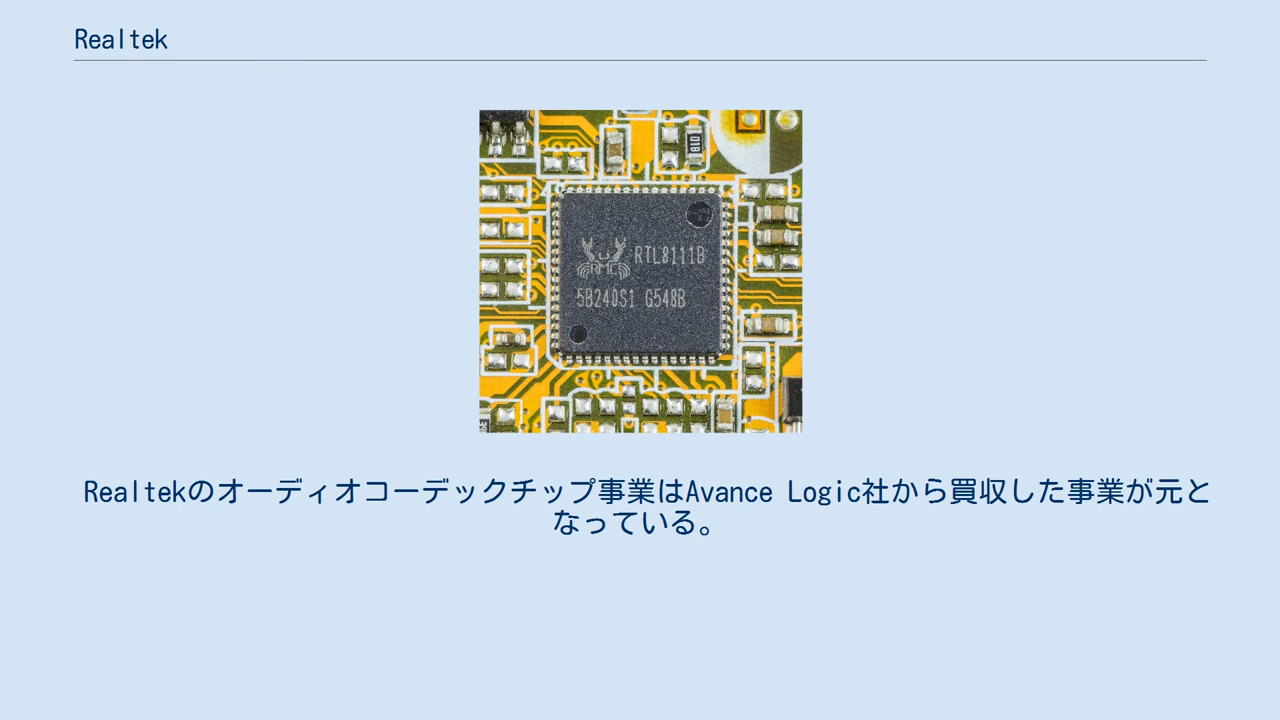 Realtek
01B
RTL8111B
RMC
5B240S1 G548B
Realtekのオーディオコーデックチップ事業はAvance Logic社から買収した事業が元と
なっている。